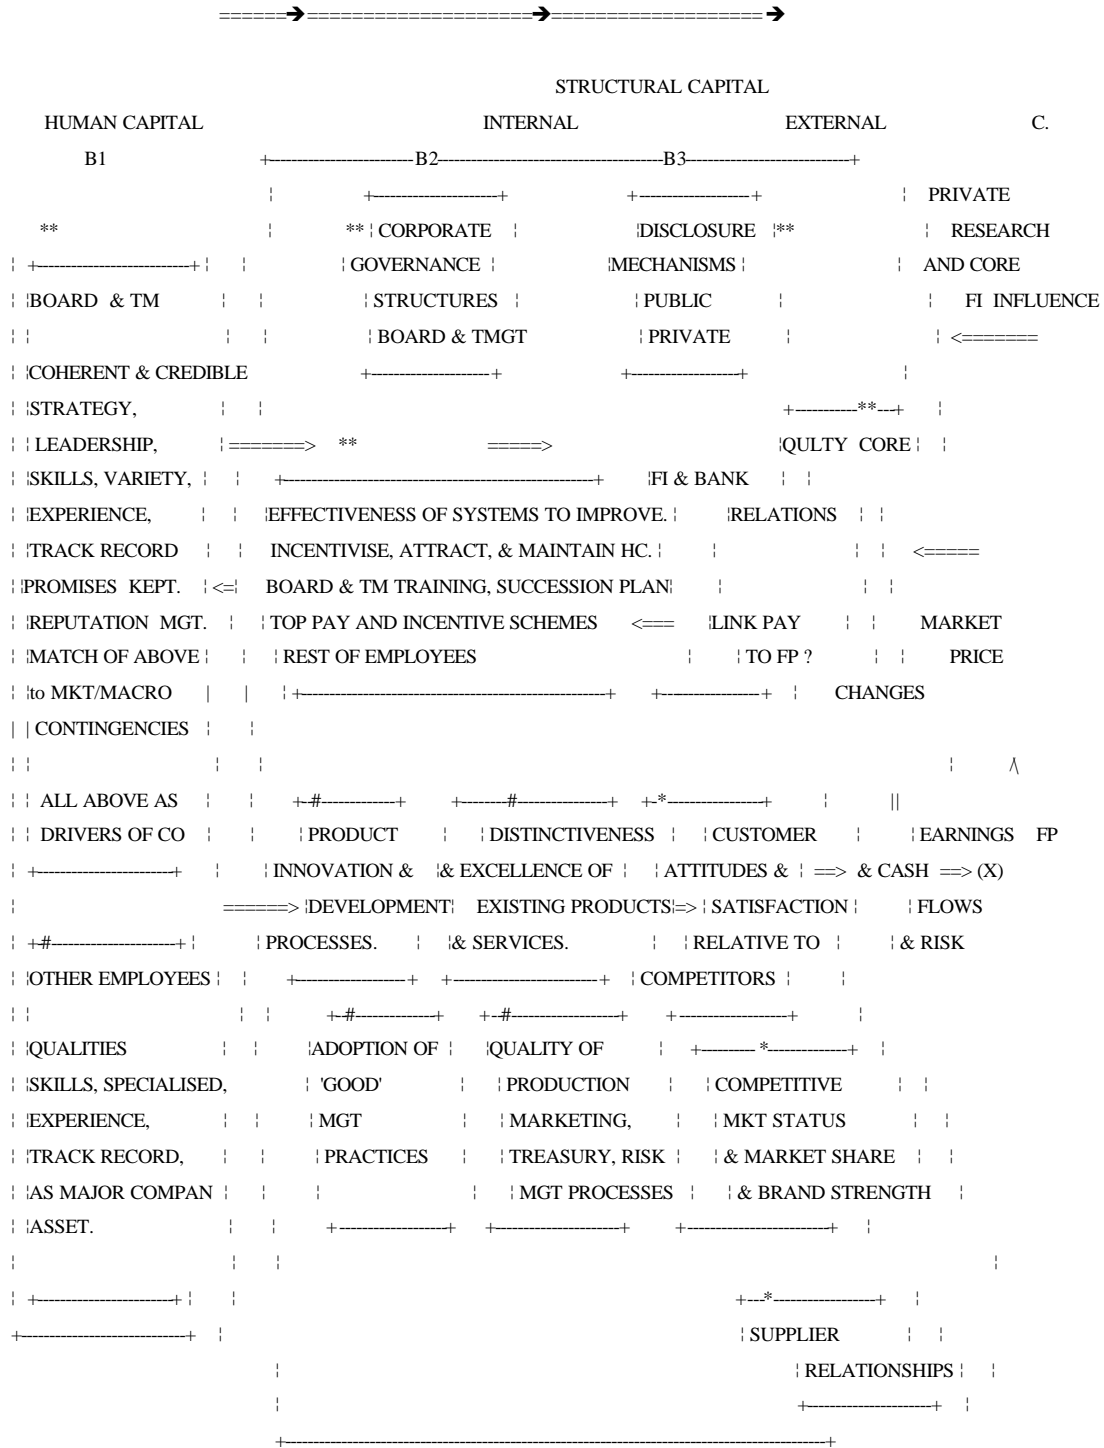 ======➔====================➔===================➔
STRUCTURAL CAPITAL
HUMAN CAPITAL INTERNAL EXTERNAL C.
B1 +--------------------------B2----------------------------------------B3-----------------------------+
¦ +----------------------+ +--------------------+ ¦ PRIVATE
** ¦ ** ¦ CORPORATE ¦ ¦DISCLOSURE ¦** ¦ RESEARCH
¦ +---------------------------+ ¦ ¦ ¦ GOVERNANCE ¦ ¦MECHANISMS ¦ ¦ AND CORE
¦ ¦BOARD & TM ¦ ¦ ¦ STRUCTURES ¦ ¦ PUBLIC ¦ ¦ FI INFLUENCE
¦ ¦ ¦ ¦ ¦ BOARD & TMGT ¦ PRIVATE ¦ ¦ <=======
¦ ¦COHERENT & CREDIBLE +---------------------+ +--------------------+ ¦
¦ ¦STRATEGY, ¦ ¦ +-----------**---+ ¦
¦ ¦ LEADERSHIP, ¦ =======> ** =====> ¦QULTY CORE ¦ ¦
¦ ¦SKILLS, VARIETY, ¦ ¦ +------------------------------------------------------+ ¦FI & BANK ¦ ¦
¦ ¦EXPERIENCE, ¦ ¦ ¦EFFECTIVENESS OF SYSTEMS TO IMPROVE. ¦ ¦RELATIONS ¦ ¦
¦ ¦TRACK RECORD ¦ ¦ INCENTIVISE, ATTRACT, & MAINTAIN HC. ¦ ¦ ¦ ¦ <=====
¦ ¦PROMISES KEPT. ¦ <=¦ BOARD & TM TRAINING, SUCCESSION PLAN¦ ¦ ¦ ¦
¦ ¦REPUTATION MGT. ¦ ¦ TOP PAY AND INCENTIVE SCHEMES <=== ¦LINK PAY ¦ ¦ MARKET
¦ ¦MATCH OF ABOVE ¦ ¦ ¦ REST OF EMPLOYEES ¦ ¦ TO FP ? ¦ ¦ PRICE
¦ ¦to MKT/MACRO | | ¦ +------------------------------------------------------+ +------------------+ ¦ CHANGES
| | CONTINGENCIES ¦ ¦
¦ ¦ ¦ ¦ ¦ /\
¦ ¦ ALL ABOVE AS ¦ ¦ +--#-------------+ +--------#----------------+ +-*-----------------+ ¦ ||
¦ ¦ DRIVERS OF CO ¦ ¦ ¦ PRODUCT ¦ ¦ DISTINCTIVENESS ¦ ¦ CUSTOMER ¦ ¦ EARNINGS FP
¦ +------------------------+ ¦ ¦ INNOVATION & ¦& EXCELLENCE OF ¦ ¦ ATTITUDES & ¦ ==> & CASH ==> (X)
¦ ======> ¦DEVELOPMENT¦ EXISTING PRODUCTS¦=> ¦ SATISFACTION ¦ ¦ FLOWS
¦ +-#----------------------+ ¦ ¦ PROCESSES. ¦ ¦& SERVICES. ¦ ¦ RELATIVE TO ¦ ¦ & RISK
¦ ¦OTHER EMPLOYEES ¦ ¦ +--------------------+ +-------------------------+ ¦ COMPETITORS ¦ ¦
¦ ¦ ¦ ¦ +--#--------------+ +--#-------------------+ +-------------------+ ¦
¦ ¦QUALITIES ¦ ¦ ¦ADOPTION OF ¦ ¦QUALITY OF ¦ +---------- *--------------+ ¦
¦ ¦SKILLS, SPECIALISED, ¦ 'GOOD' ¦ ¦ PRODUCTION ¦ ¦ COMPETITIVE ¦ ¦
¦ ¦EXPERIENCE, ¦ ¦ ¦ MGT ¦ ¦ MARKETING, ¦ ¦ MKT STATUS ¦ ¦
¦ ¦TRACK RECORD, ¦ ¦ ¦ PRACTICES ¦ ¦ TREASURY, RISK ¦ ¦ & MARKET SHARE ¦ ¦
¦ ¦AS MAJOR COMPAN ¦ ¦ ¦ ¦ ¦ MGT PROCESSES ¦ ¦ & BRAND STRENGTH ¦
¦ ¦ASSET. ¦ ¦ +-------------------+ +----------------------+ +-------------------------+ ¦
¦ ¦ ¦ ¦
¦ +------------------------+ ¦ ¦ +---*------------------+ ¦
+------------------------------+ ¦ ¦ SUPPLIER ¦ ¦
¦ ¦ RELATIONSHIPS ¦ ¦
¦ +----------------------+ ¦
+-----------------------------------------------------------------------------------------------+